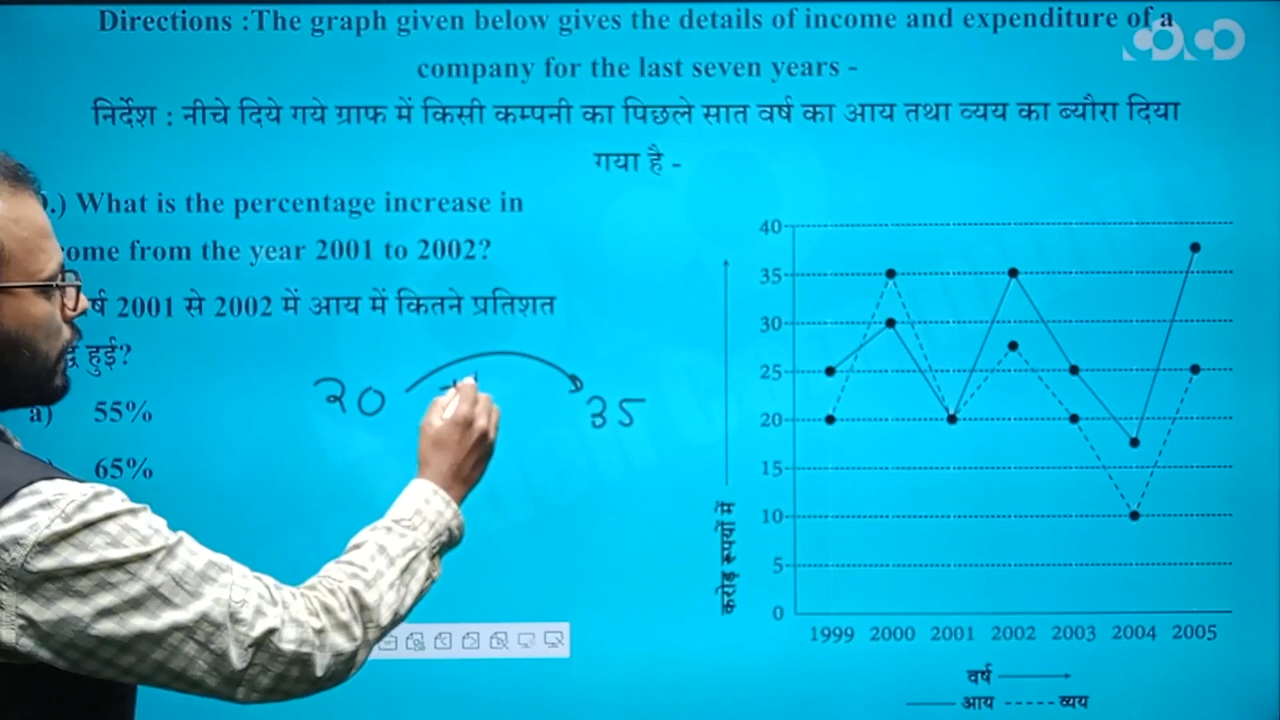 Directions :The graph given below gives the details of income and expenditure of a
company for the last seven years -
निर्देश : नीचे दिये गये ग्राफ में किसी कम्पनी का पिछले सात वर्ष का आय तथा व्यय का ब्यौरा दिया
गया है -
.) What is the percentage increase in
ome from the year 2001 to 2002?
र्ष 2001 से 2002 में आय में कितने प्रतिशत
हुई?
a) 55%
65%
20
35
40
35
30
25
20
15
10
5
0
करोड़ रूपयों में
1999 2000 2001 2002 2003 2004 2005
वर्ष
आय व्यय